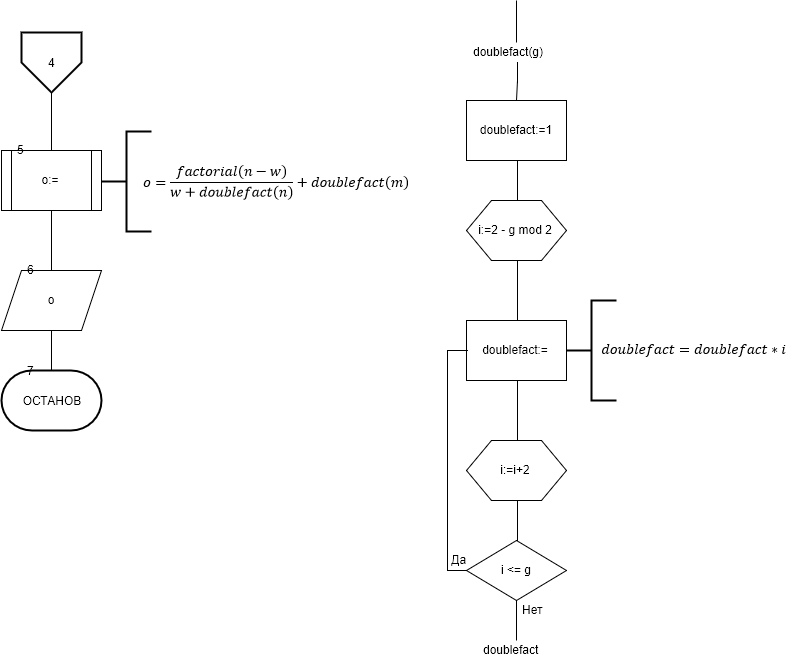 4
5
o:=
o = factorial(n − w) / w + doublefact(n) + doublefact(m)
6
o
7
ОСТАНОВ
doublefact(g)
doublefact:=1
i:=2 - g mod 2
doublefact:=
doublefact = doublefact ∗ i
i:=i+2
Да
i <= g
Нет
doublefact